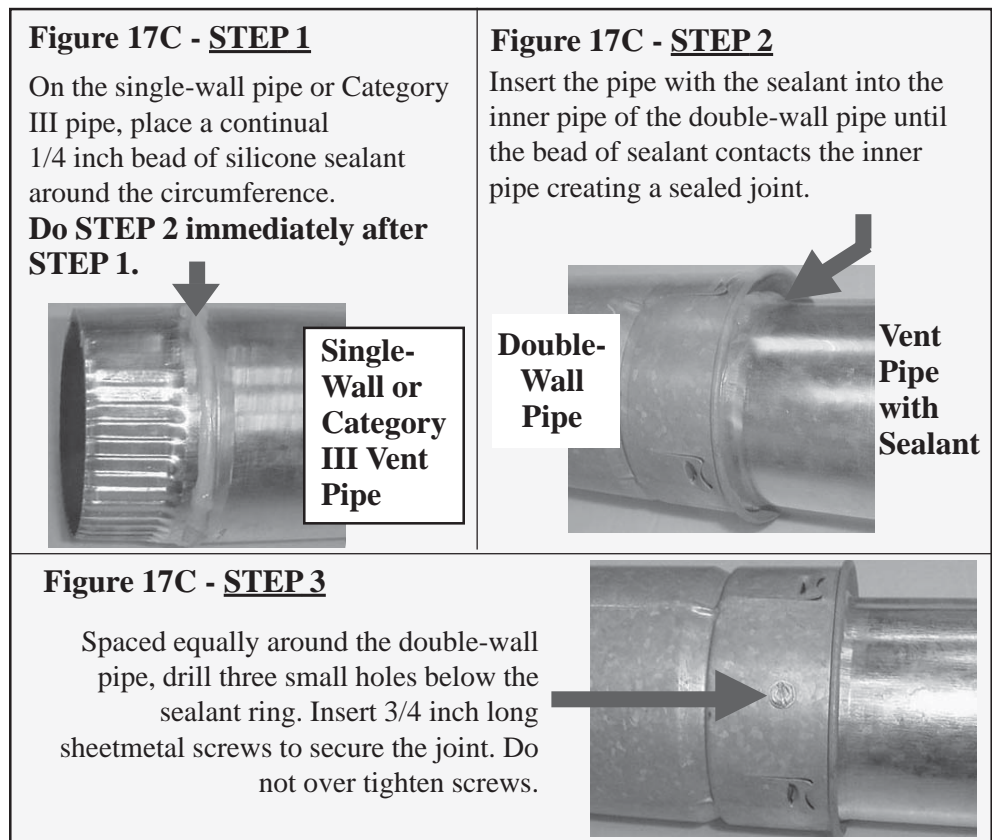 Figure 17C - STEP 1
On the single-wall pipe or Category
III pipe, place a continual
1/4 inch bead of silicone sealant
around the circumference.
Do STEP 2 immediately after
STEP 1.
Single-
Wall or
Category
III Vent
Pipe
Figure 17C - STEP 2
Insert the pipe with the sealant into the
inner pipe of the double-wall pipe until
the bead of sealant contacts the inner
pipe creating a sealed joint.
Double-
Wall
Pipe
Vent
Pipe
with
Sealant
Figure 17C - STEP 3
Spaced equally around the double-wall
pipe, drill three small holes below the
sealant ring. Insert 3/4 inch long
sheetmetal screws to secure the joint. Do
not over tighten screws.